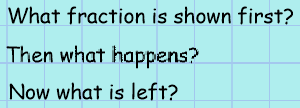 What fraction is shown first?
Then what happens?
Now what is left?